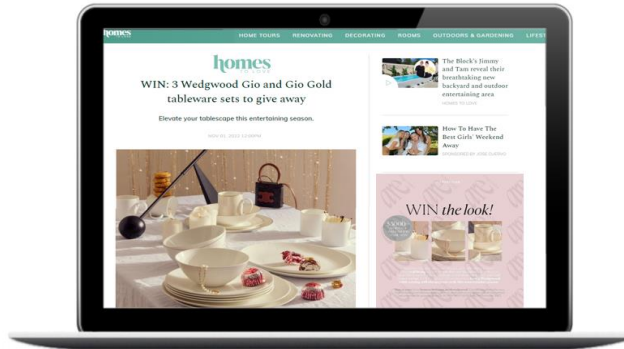 homes
HOME TOURS RENOVATING DECORATING ROOMS OUTDOORS & GARDENING
homes
TO LOVE
WIN: 3 Wedgwood Gio and Gio Gold
tableware sets to give away
Elevate your tablescape this entertaining season.
The Block's Jimmy
and Tam reveal their
breathtaking new
backyard and outdoor
entertaining area
HOMES TO LOVE
How To Have The
Best Girls' Weekend
Away
WIN the look!